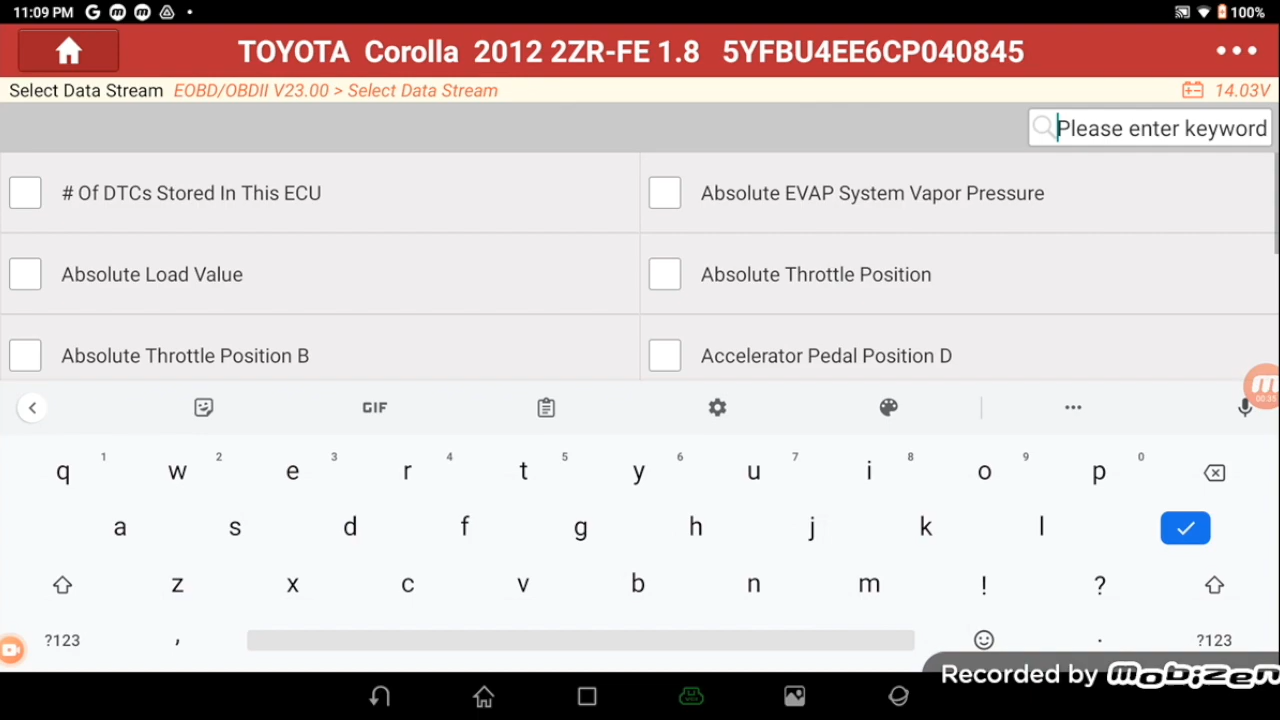 11:09 PM G 100%
TOYOTA Corolla 2012 2ZR-FE 1.8 5YFBU4EE6CP040845
Select Data Stream EOBD/OBDII V23.00 > Select Data Stream 14.03V
Please enter keyword
# Of DTCs Stored In This ECU
Absolute EVAP System Vapor Pressure
Absolute Load Value
Absolute Throttle Position
Absolute Throttle Position B
Accelerator Pedal Position D
00:35
GIF
1 2 3 4 5 6 7 8 9 0
q w e r t y u i o p
a s d f g h j k l
z x c v b n m ! ?
?123 , . ?123
Recorded by mobizen